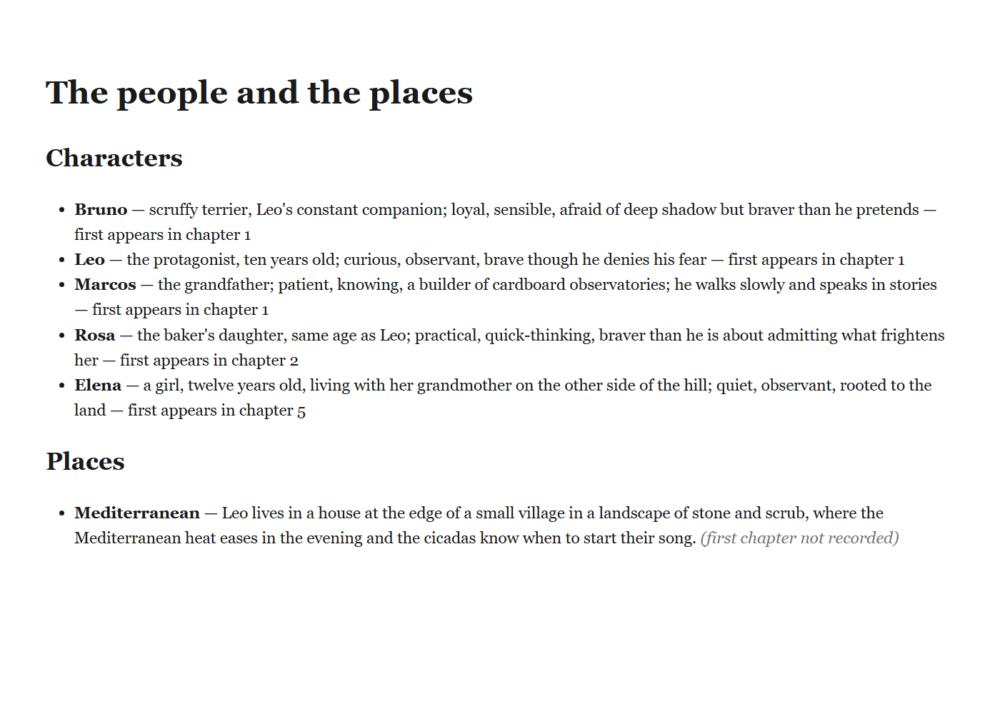 The people and the places
Characters
• Bruno — scruffy terrier, Leo's constant companion; loyal, sensible, afraid of deep shadow but braver than he pretends —
first appears in chapter 1
• Leo — the protagonist, ten years old; curious, observant, brave though he denies his fear — first appears in chapter 1
• Marcos — the grandfather; patient, knowing, a builder of cardboard observatories; he walks slowly and speaks in stories
— first appears in chapter 1
• Rosa — the baker's daughter, same age as Leo; practical, quick-thinking, braver than he is about admitting what frightens
her — first appears in chapter 2
• Elena — a girl, twelve years old, living with her grandmother on the other side of the hill; quiet, observant, rooted to the
land — first appears in chapter 5
Places
• Mediterranean — Leo lives in a house at the edge of a small village in a landscape of stone and scrub, where the
Mediterranean heat eases in the evening and the cicadas know when to start their song. (first chapter not recorded)